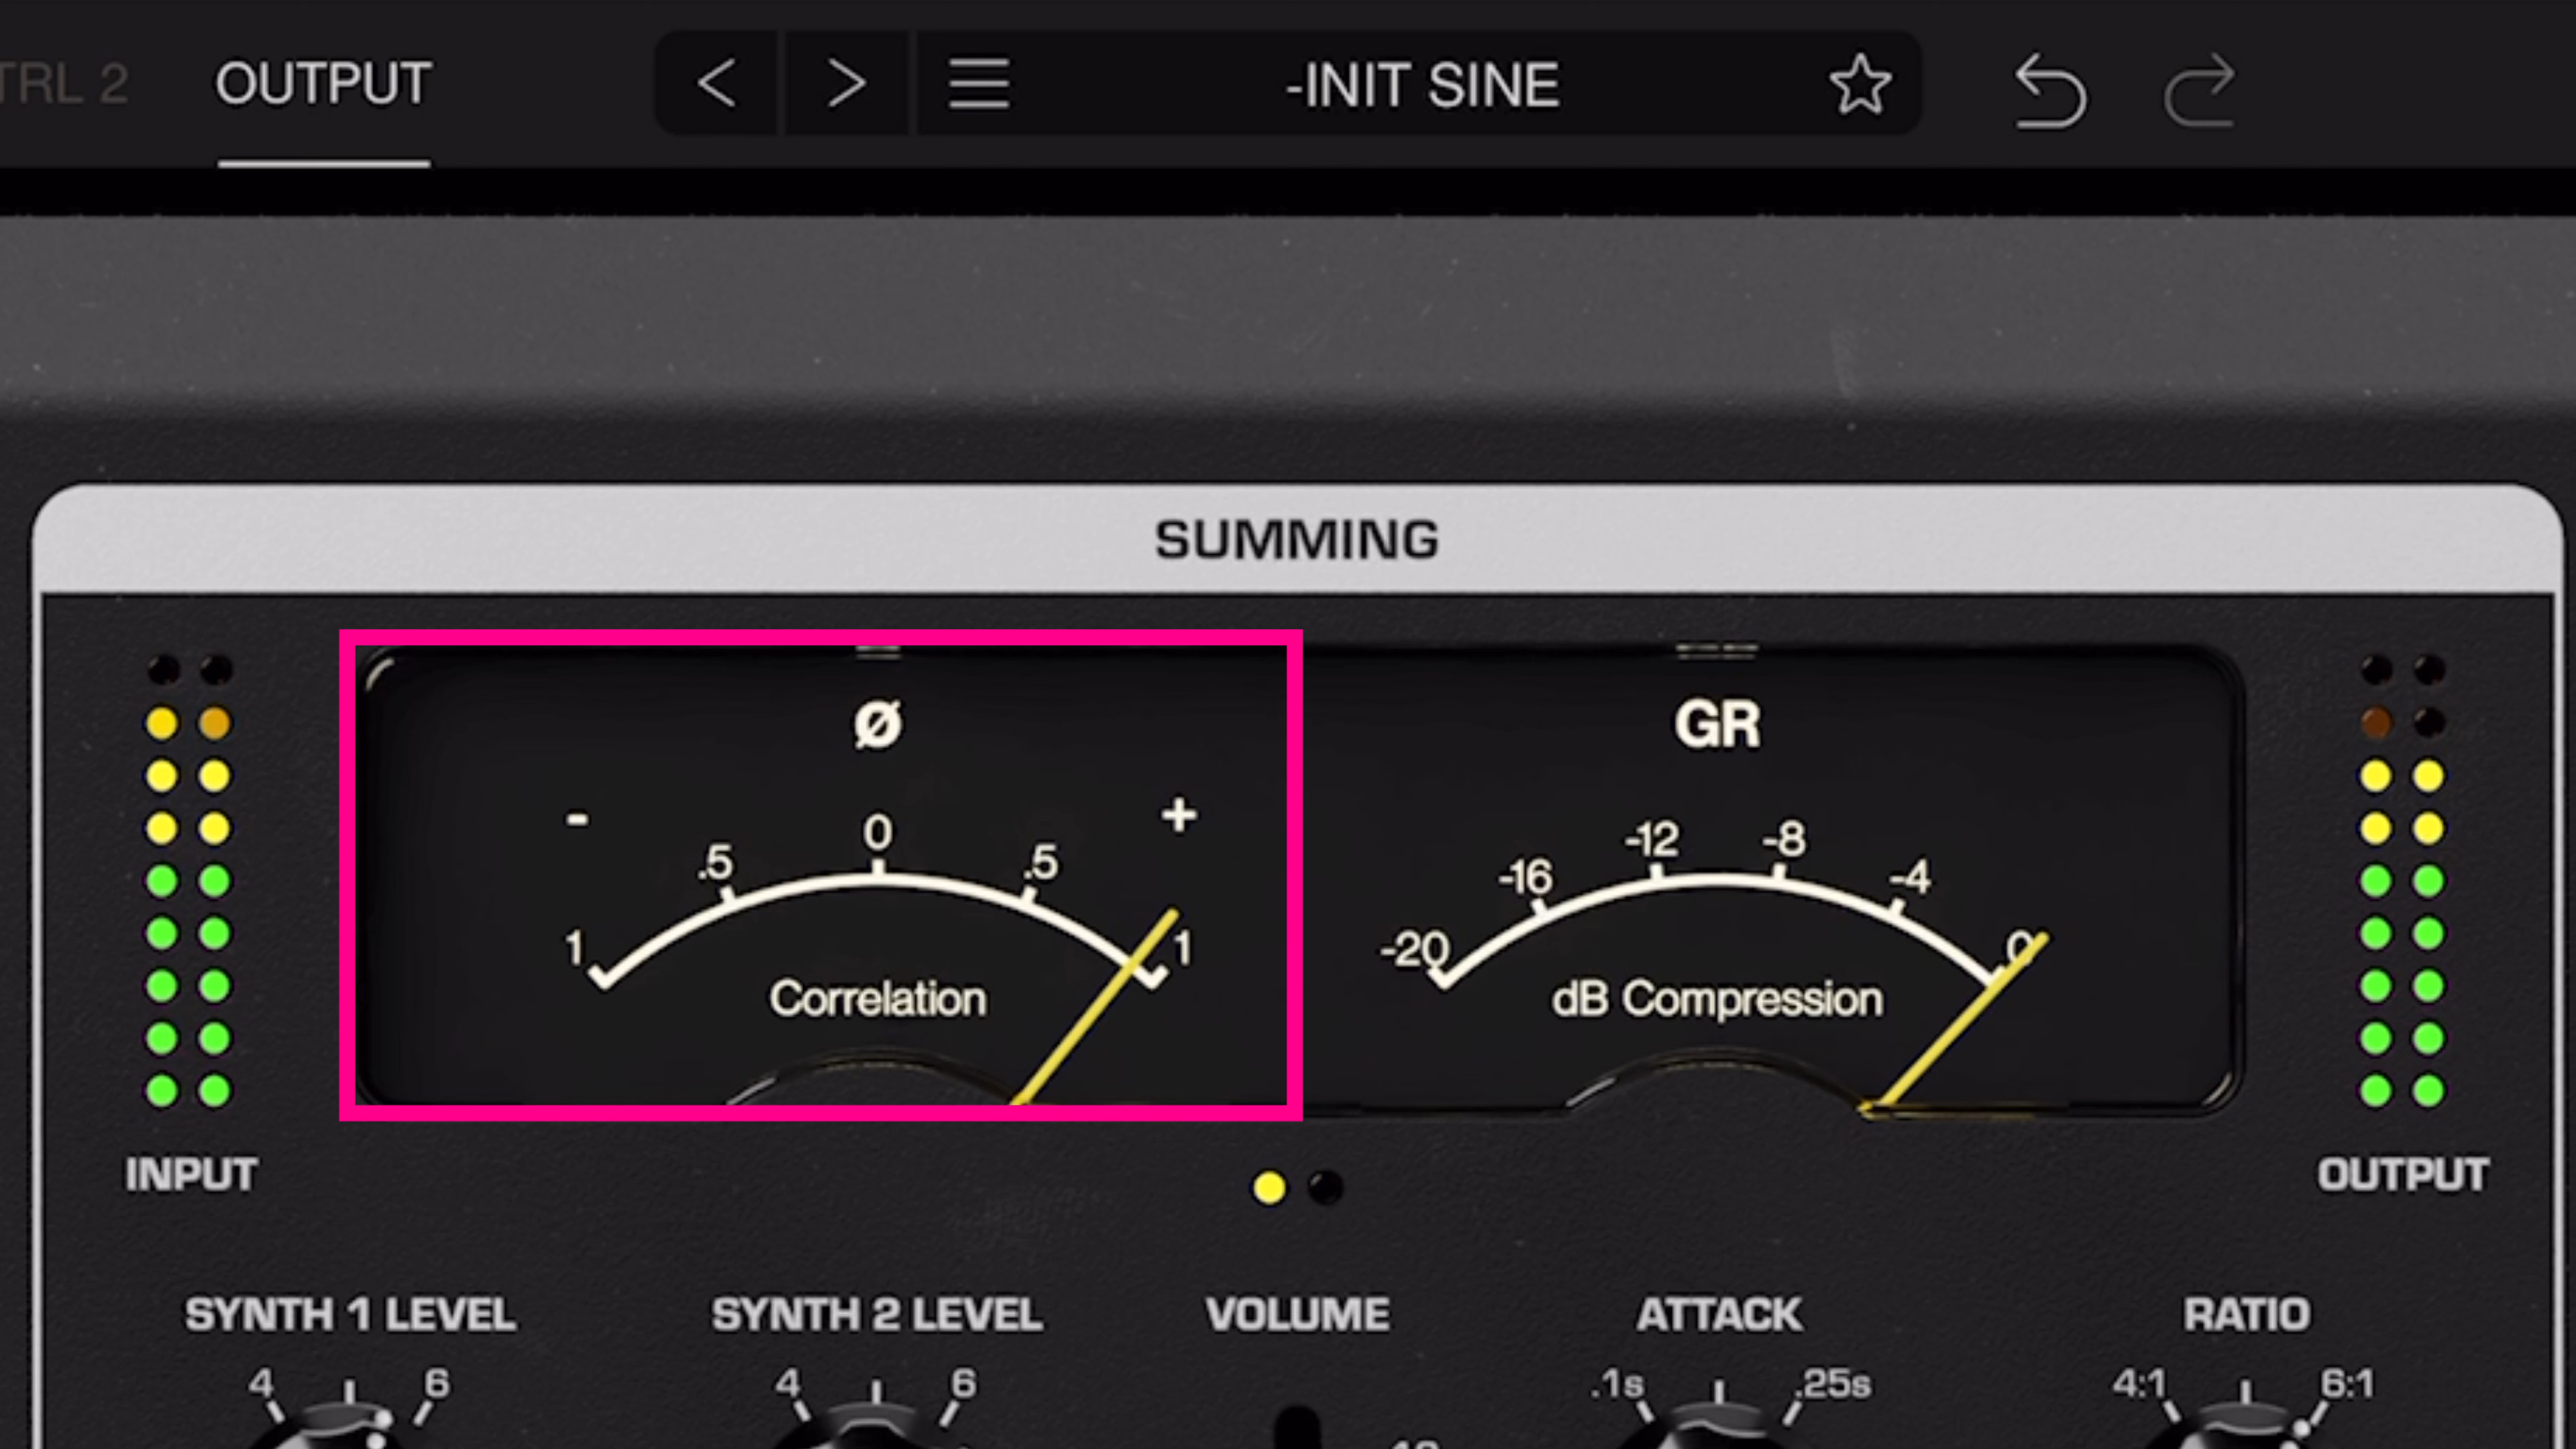 TRL 2 OUTPUT -INIT SINE
SUMMING
Ø GR
- +
.5 0 .5
1 1
Correlation
-20 -16 -12 -8 -4 0
dB Compression
INPUT OUTPUT
SYNTH 1 LEVEL SYNTH 2 LEVEL VOLUME ATTACK RATIO
4 6 4 6 .1s .25s 4:1 6:1